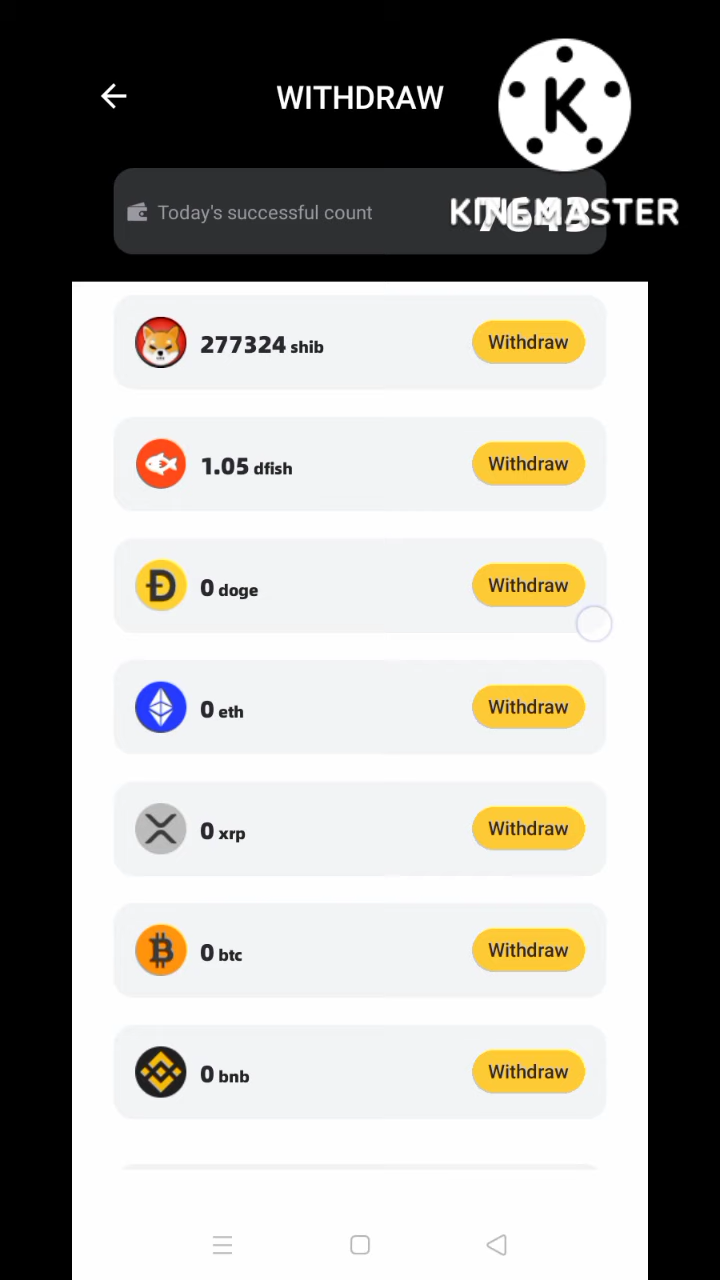 WITHDRAW
K
Today's successful count
KINEMASTER
277324 shib
Withdraw
1.05 dfish
Withdraw
0 doge
Withdraw
0 eth
Withdraw
0 xrp
Withdraw
0 btc
Withdraw
0 bnb
Withdraw